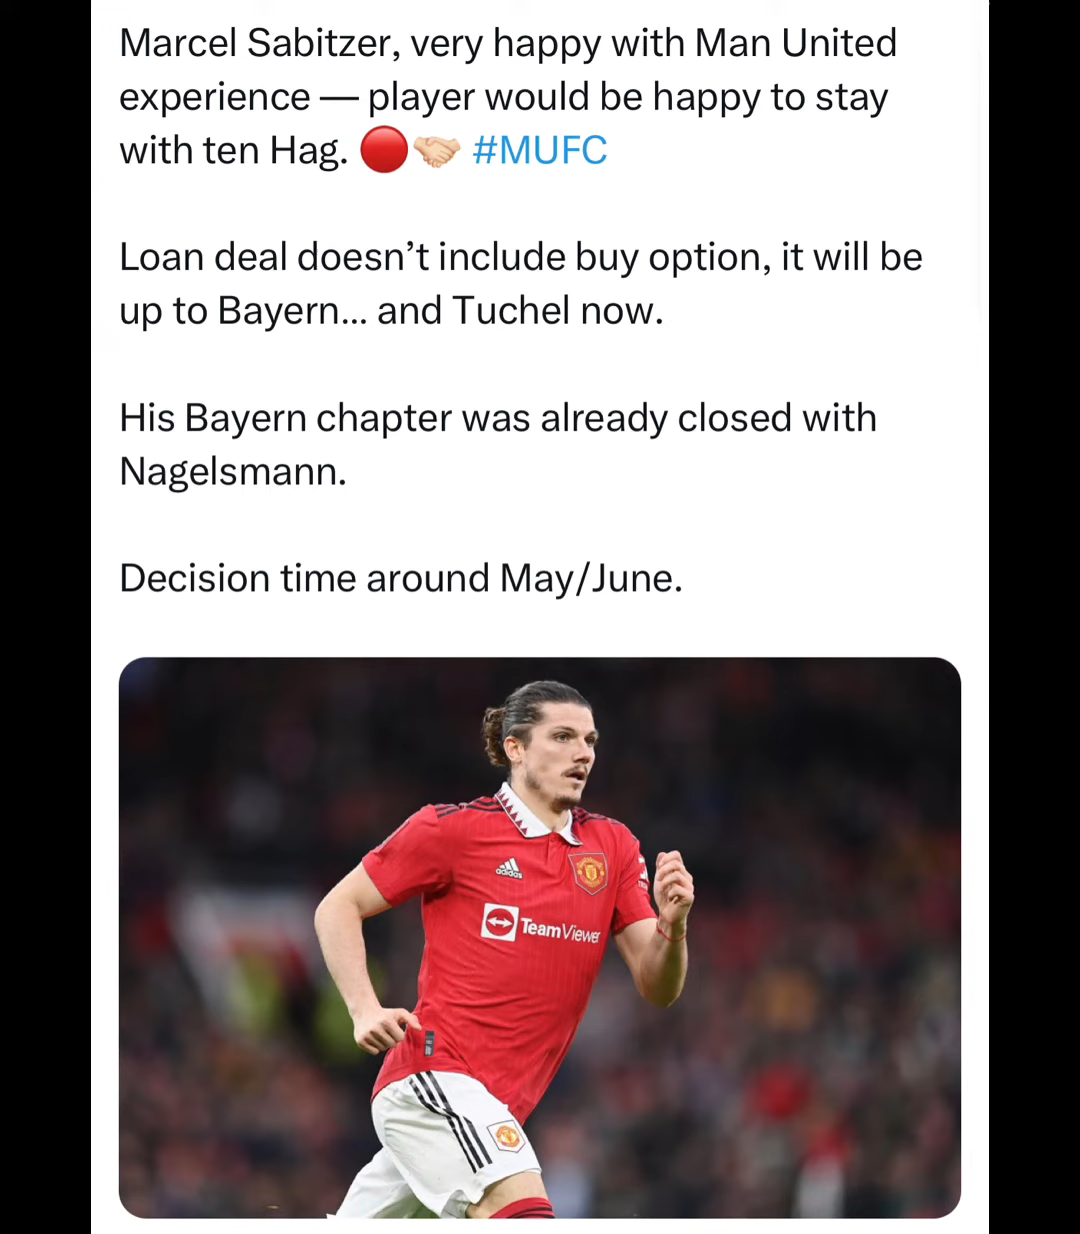 Marcel Sabitzer, very happy with Man United
experience — player would be happy to stay
with ten Hag. 🔴🤝🏻 #MUFC
Loan deal doesn’t include buy option, it will be
up to Bayern... and Tuchel now.
His Bayern chapter was already closed with
Nagelsmann.
Decision time around May/June.
adidas
TeamViewer